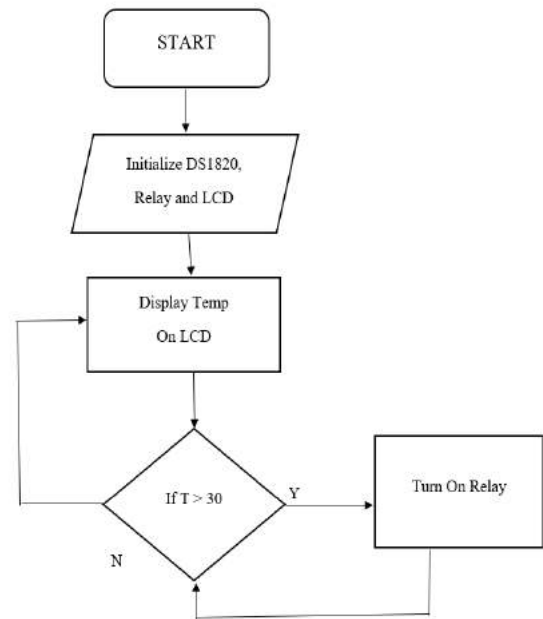 START
Initialize DS1820,
Relay and LCD
Display Temp
On LCD
If T > 30
Y
Turn On Relay
N